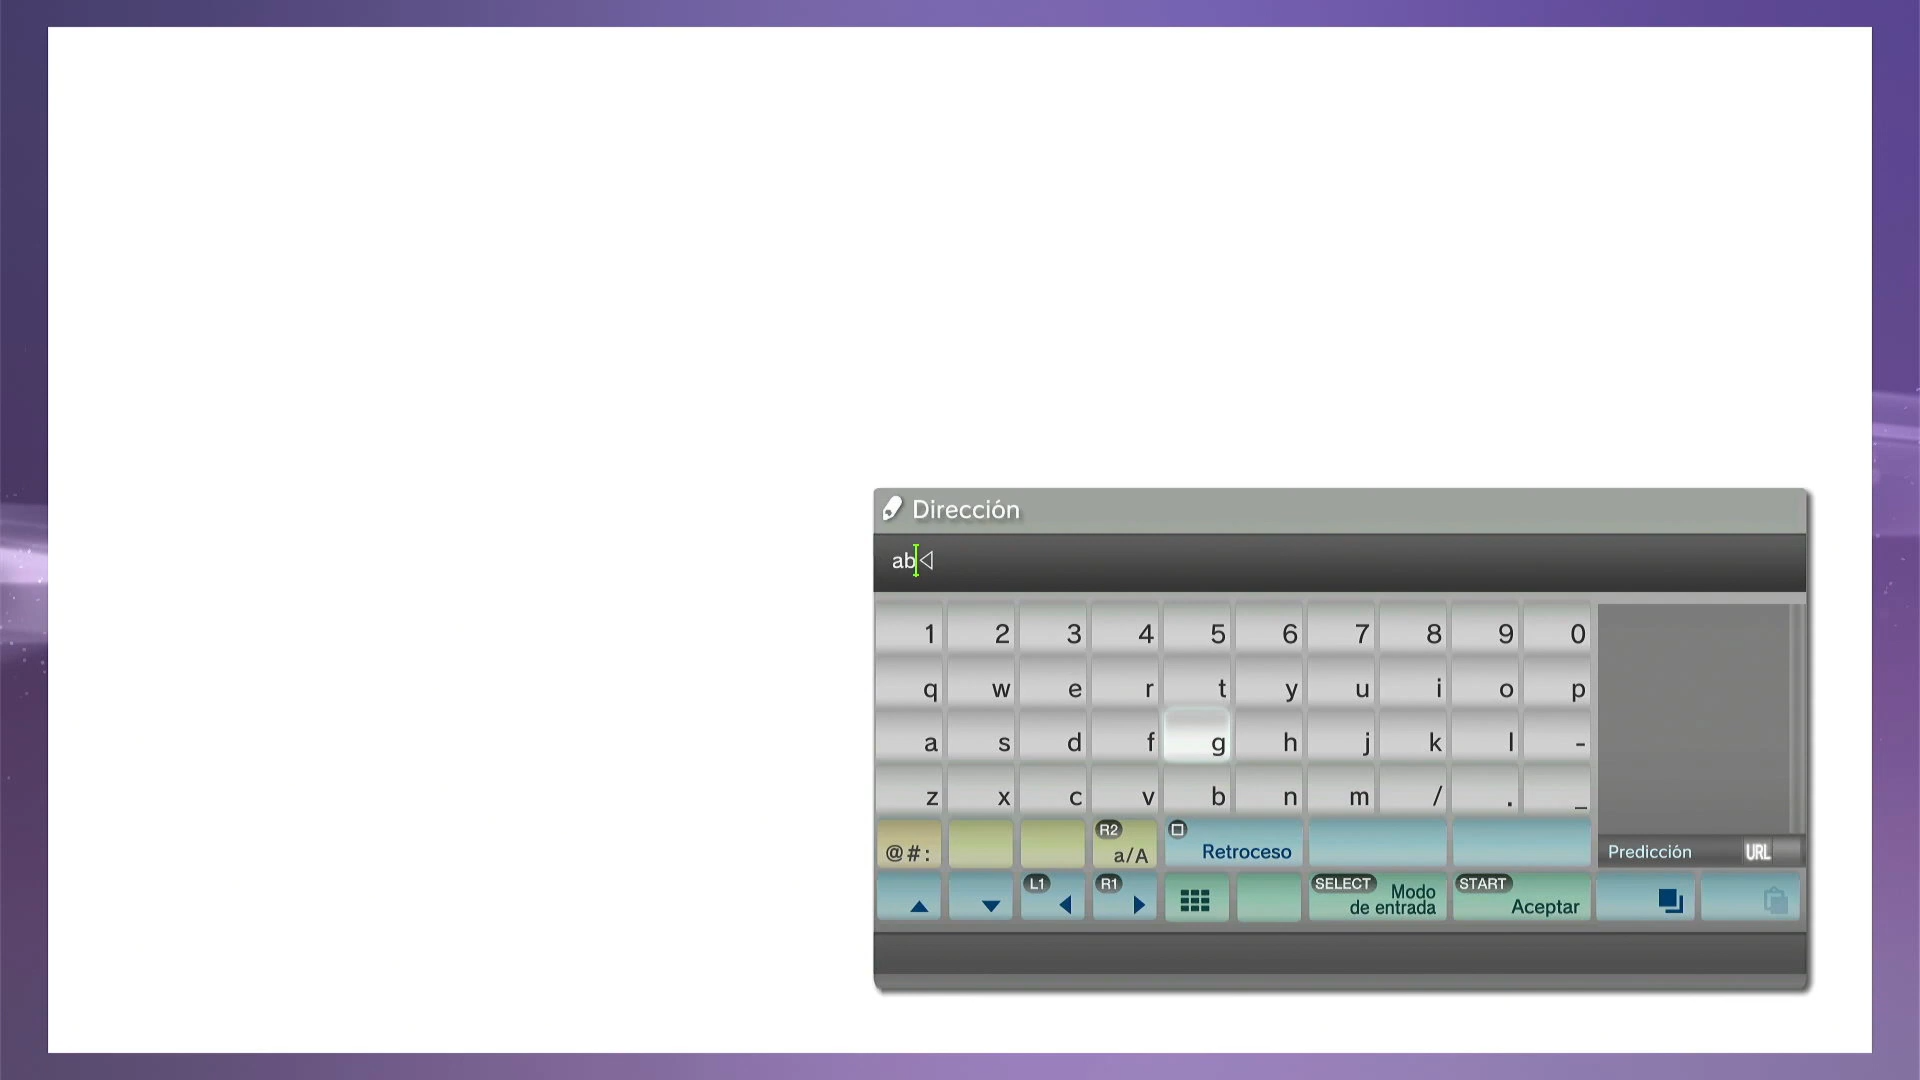 Dirección
ab
1 2 3 4 5 6 7 8 9 0
q w e r t y u i o p
a s d f g h j k l -
z x c v b n m / . _
@#: R2 a/A Retroceso Predicción URL
L1 R1 SELECT Modo de entrada START Aceptar